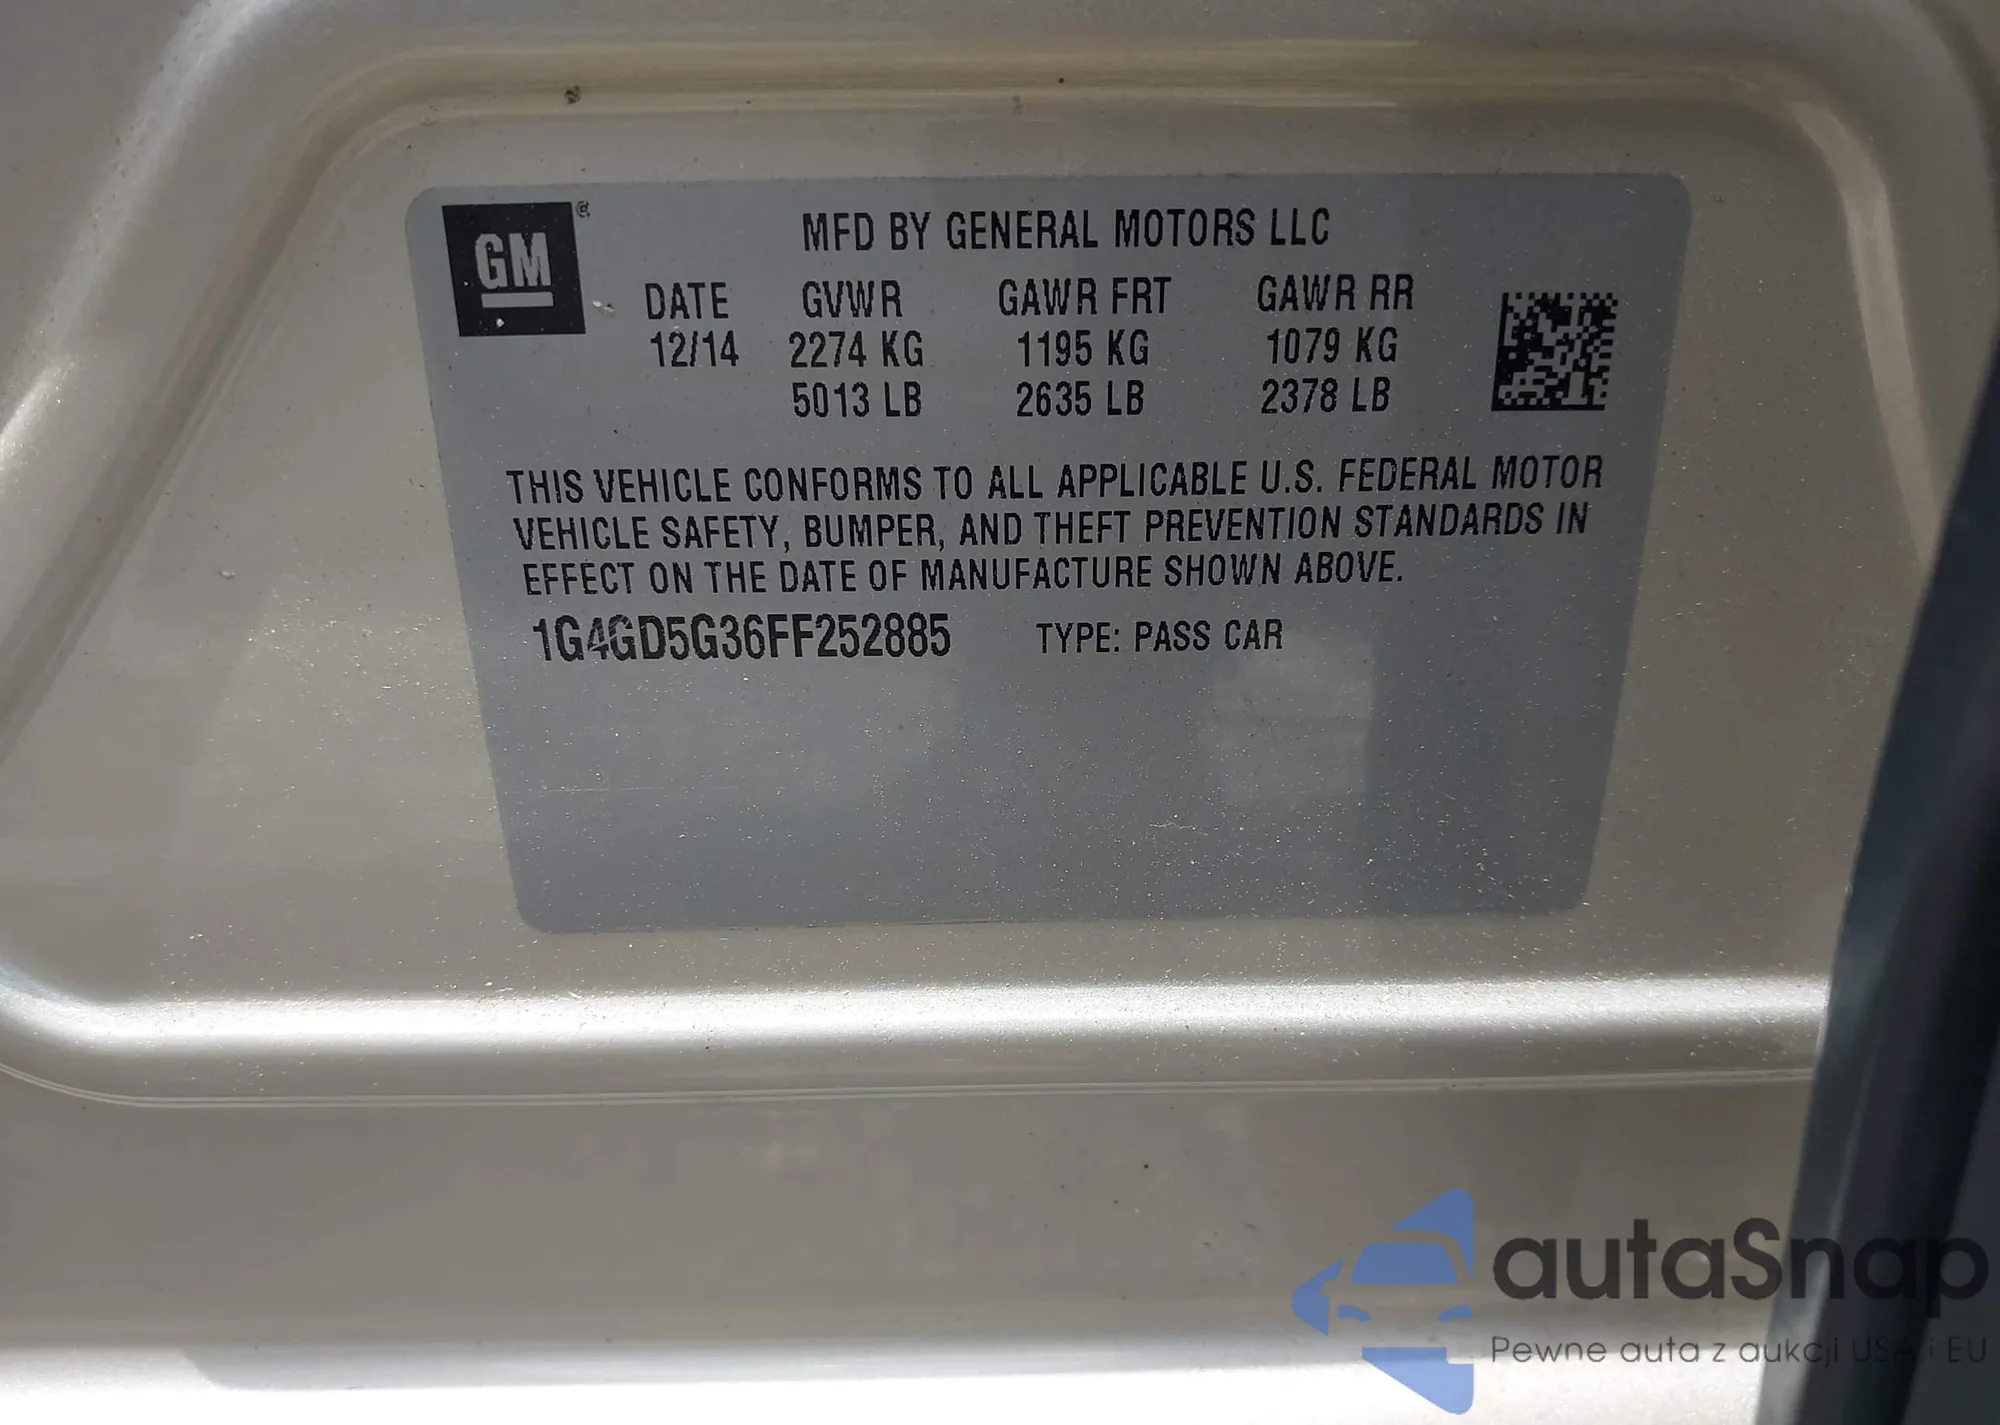 GM
MFD BY GENERAL MOTORS LLC
DATE GVWR GAWR FRT GAWR RR
12/14 2274 KG 1195 KG 1079 KG
5013 LB 2635 LB 2378 LB
THIS VEHICLE CONFORMS TO ALL APPLICABLE U.S. FEDERAL MOTOR
VEHICLE SAFETY, BUMPER, AND THEFT PREVENTION STANDARDS IN
EFFECT ON THE DATE OF MANUFACTURE SHOWN ABOVE.
1G4GD5G36FF252885 TYPE: PASS CAR
autaSnap
Pewne auta z aukcji USA i EU